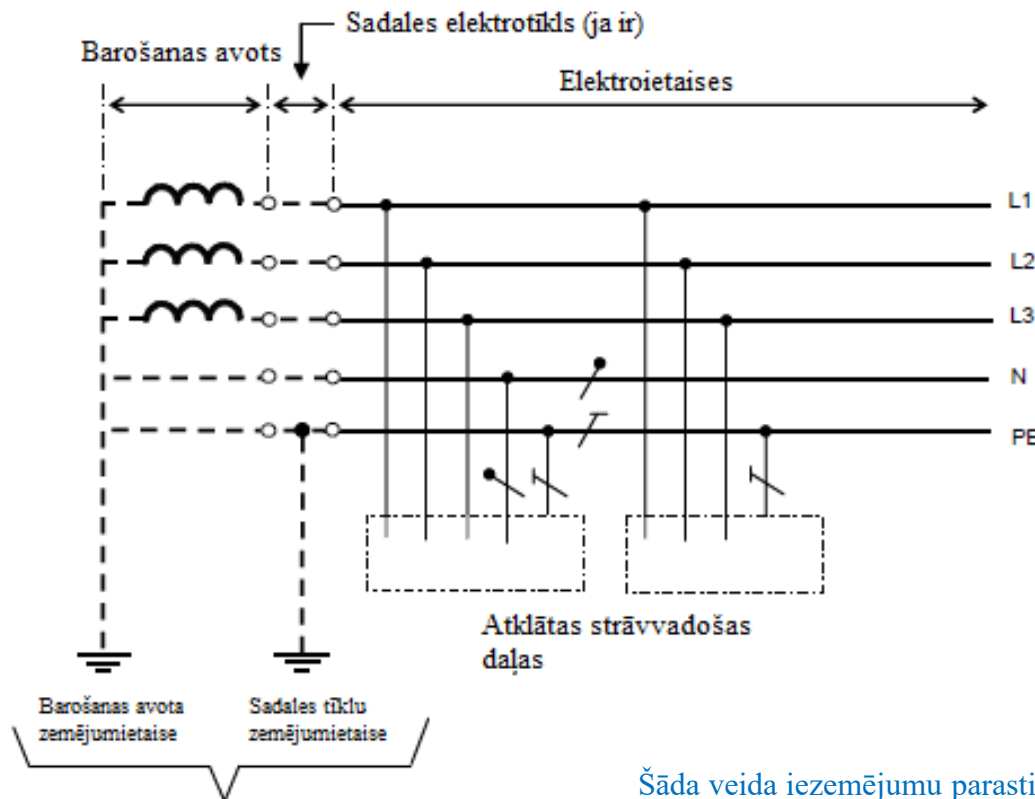 Sadales elektrotīkls (ja ir)
Barošanas avots
Elektroietaises
L1
L2
L3
N
PE
Atklātas strāvvadošas
daļas
Barošanas avota
zemējumietaise
Sadales tīklu
zemējumietaise
Šāda veida iezemējumu parasti